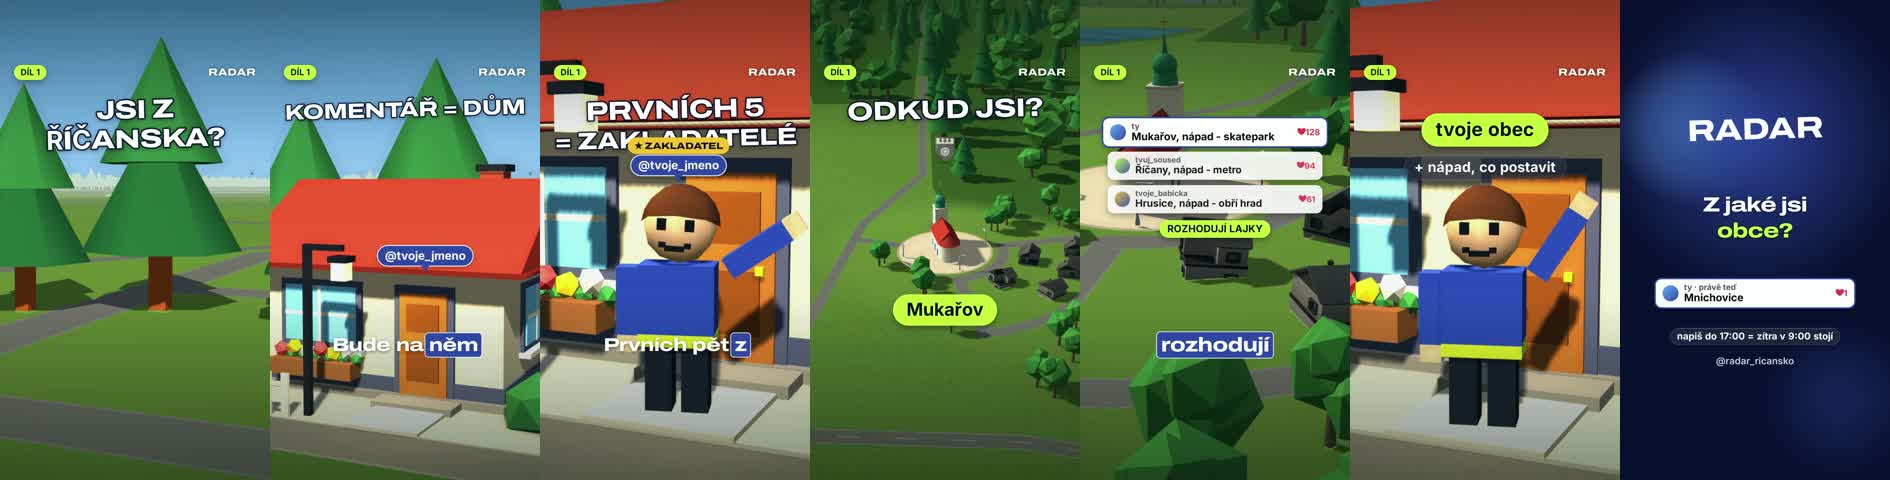 DÍL 1
RADAR
JSI Z
ŘÍČANSKA?
DÍL 1
RADAR
KOMENTÁŘ = DŮM
@tvoje_jmeno
Bude na něm
DÍL 1
RADAR
PRVNÍCH 5
= ZAKLADATELÉ
★ ZAKLADATEL
@tvoje_jmeno
Prvních pět z
DÍL 1
RADAR
ODKUD JSI?
Mukařov
DÍL 1
RADAR
ty
Mukařov, nápad - skatepark
128
tvuj_soused
Říčany, nápad - metro
94
tvoje_babicka
Hrusice, nápad - obří hrad
61
ROZHODUJÍ LAJKY
rozhodují
DÍL 1
RADAR
tvoje obec
+ nápad, co postavit
RADAR
Z jaké jsi
obce?
ty · právě teď
Mnichovice
1
napiš do 17:00 = zítra v 9:00 stojí
@radar_ricansko